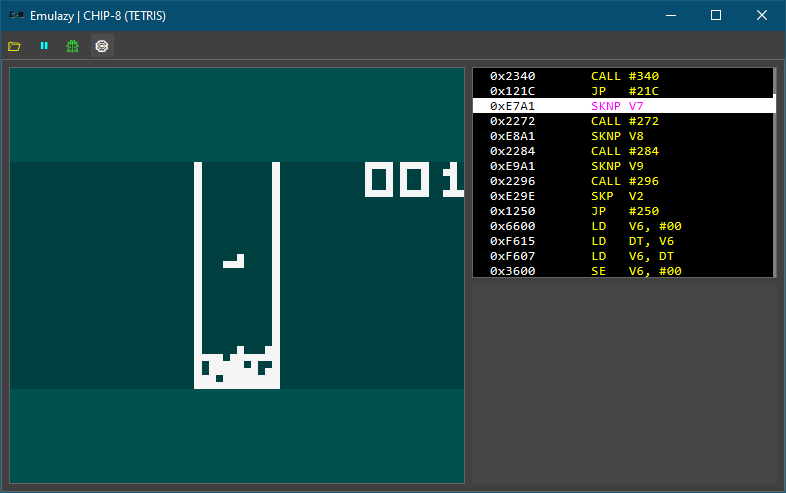 Emulazy | CHIP-8 (TETRIS)
001
0x2340 CALL #340
0x121C JP #21C
0xE7A1 SKNP V7
0x2272 CALL #272
0xE8A1 SKNP V8
0x2284 CALL #284
0xE9A1 SKNP V9
0x2296 CALL #296
0xE29E SKP V2
0x1250 JP #250
0x6600 LD V6, #00
0xF615 LD DT, V6
0xF607 LD V6, DT
0x3600 SE V6, #00